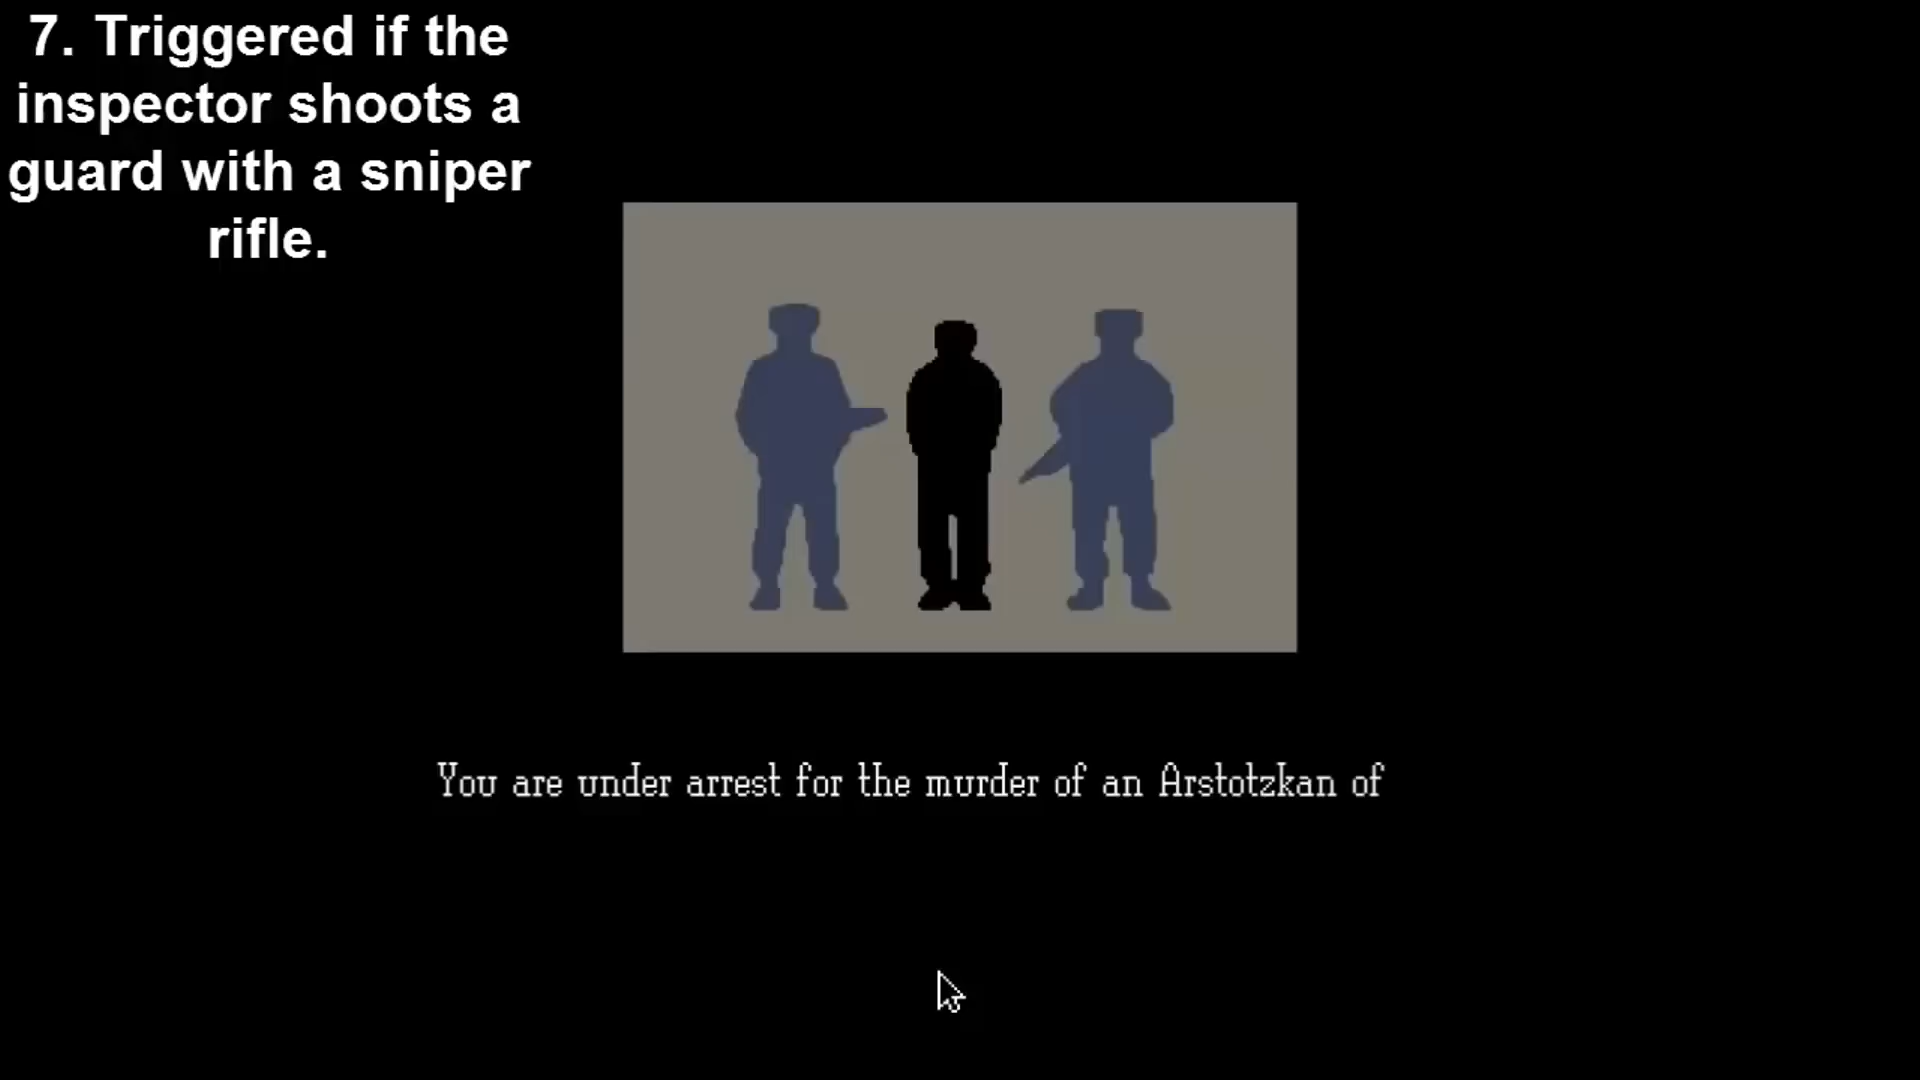 7. Triggered if the
inspector shoots a
guard with a sniper
rifle.
You are under arrest for the murder of an Arstotzkan of